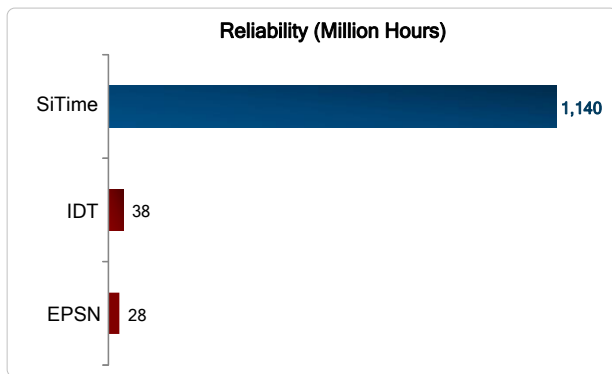 Reliability (Million Hours)
SiTime
1,140
IDT
38
EPSN
28